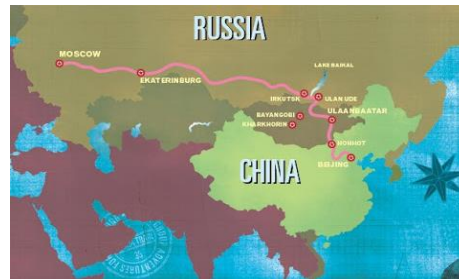 RUSSIA
MOSCOW
LAKE BAIKAL
EKATERINBURG
IRKUTSK
ULAN UDE
ULAANBAATAR
BAYANGOBI
KHARKHORIN
HOHHOT
CHINA
BEIJING